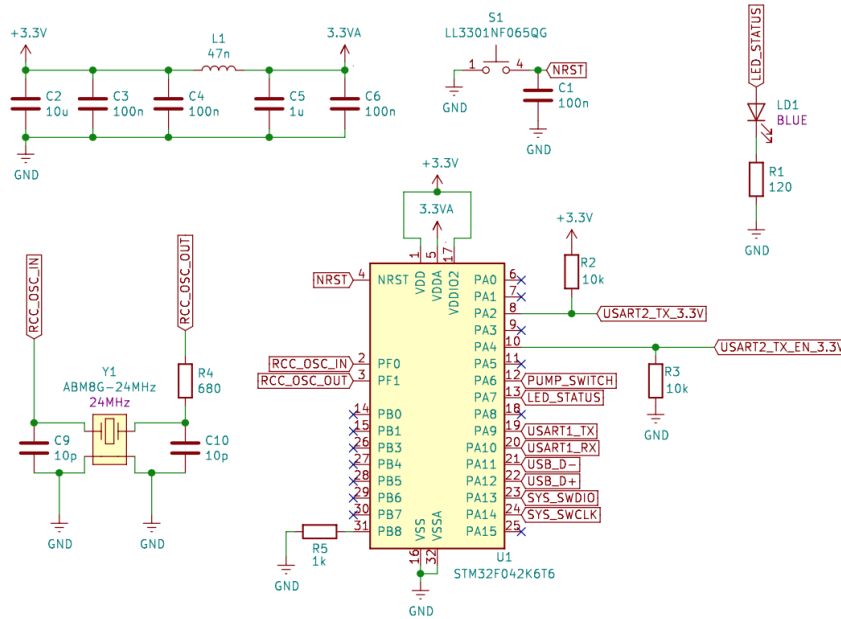 +3.3V
L1
47n
3.3VA
C2
10u
C3
100n
C4
100n
C5
1u
C6
100n
GND
S1
LL3301NF065QG
1
4
NRST
GND
C1
100n
GND
LED_STATUS
LD1
BLUE
R1
120
GND
+3.3V
3.3VA
1
5
17
VDD
VDDA
VDDIO2
NRST
4
NRST
RCC_OSC_IN
2
PF0
RCC_OSC_OUT
3
PF1
14
PB0
15
PB1
26
PB3
27
PB4
28
PB5
29
PB6
30
PB7
31
PB8
R5
1k
GND
PA0
6
PA1
7
PA2
8
PA3
9
PA4
10
PA5
11
PA6
12
PUMP_SWITCH
PA7
13
LED_STATUS
PA8
18
PA9
19
USART1_TX
PA10
20
USART1_RX
PA11
21
USB_D-
PA12
22
USB_D+
PA13
23
SYS_SWDIO
PA14
24
SYS_SWCLK
PA15
25
VSS
VSSA
16
32
U1
STM32F042K6T6
GND
+3.3V
R2
10k
USART2_TX_3.3V
USART2_TX_EN_3.3V
R3
10k
GND
RCC_OSC_IN
RCC_OSC_OUT
Y1
ABM8G-24MHz
24MHz
R4
680
C9
10p
C10
10p
GND
GND